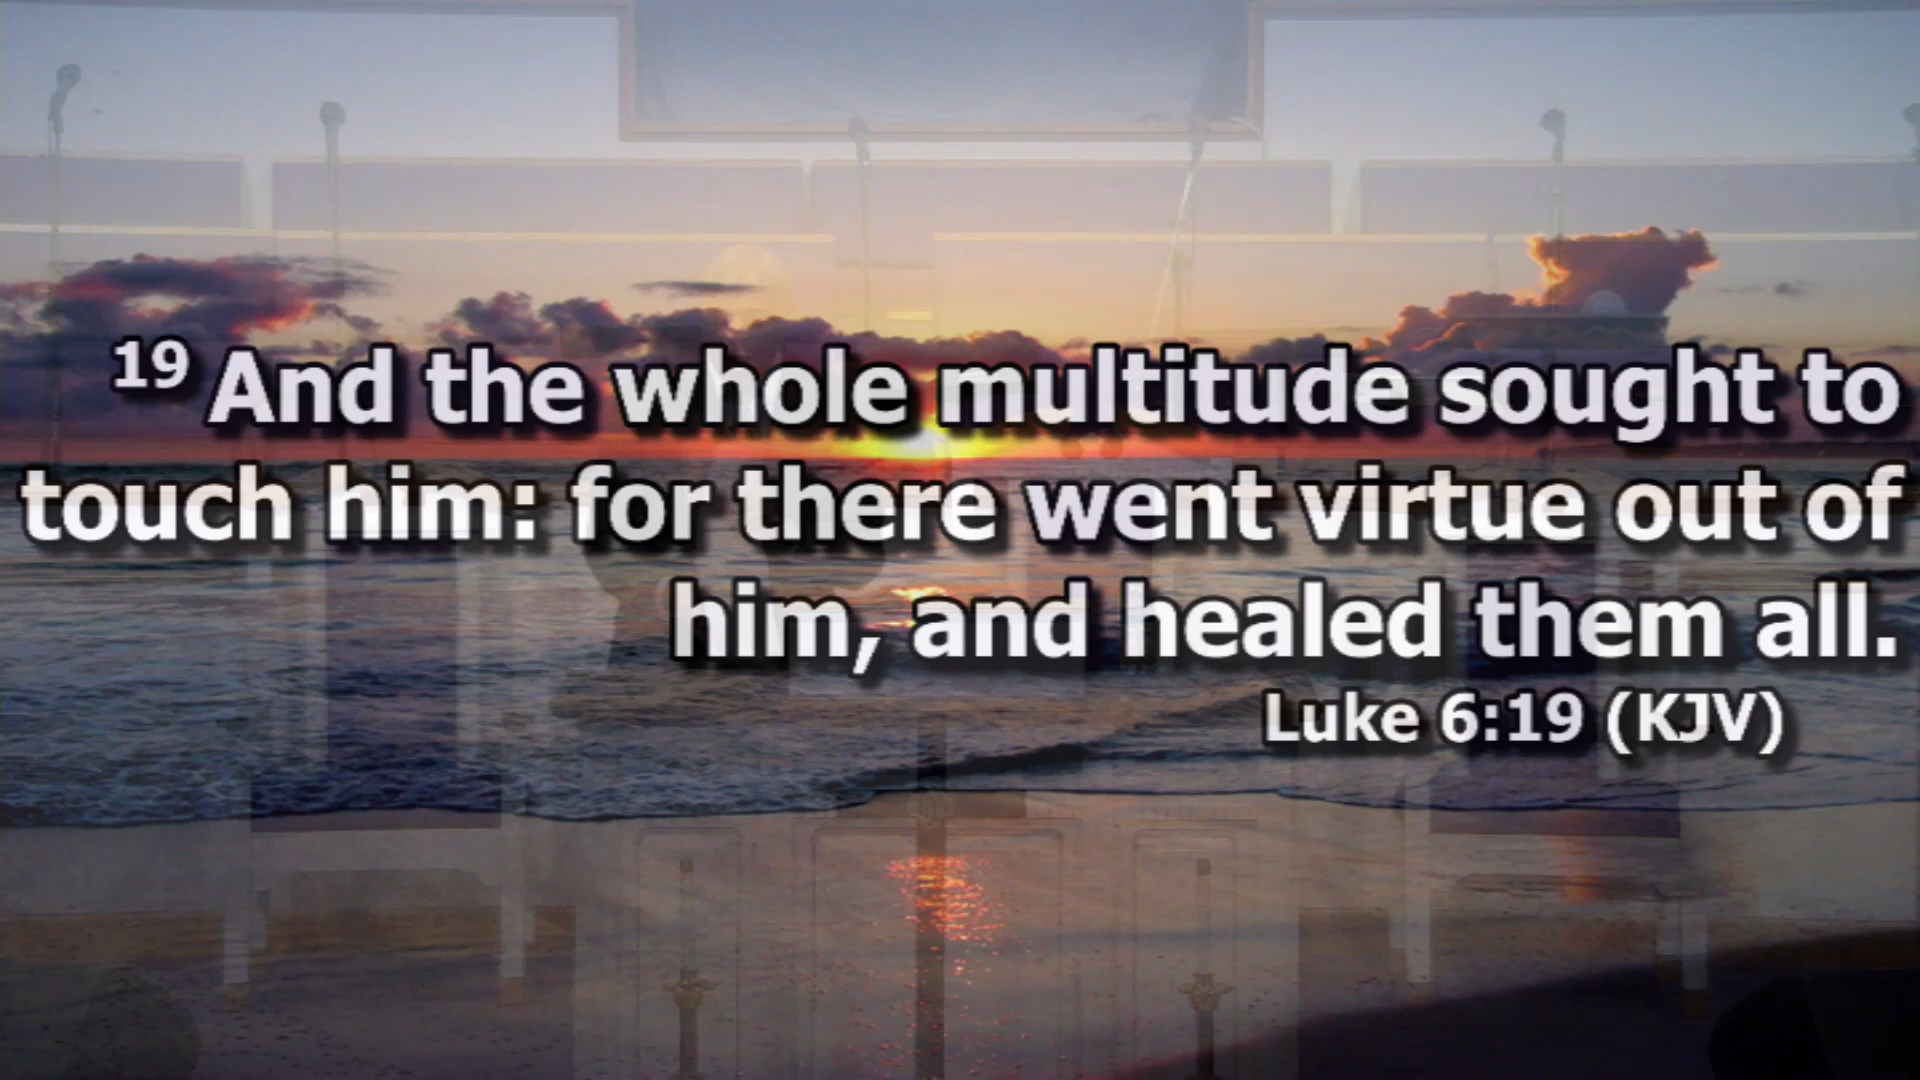 19 And the whole multitude sought to
touch him: for there went virtue out of
him, and healed them all.
Luke 6:19 (KJV)